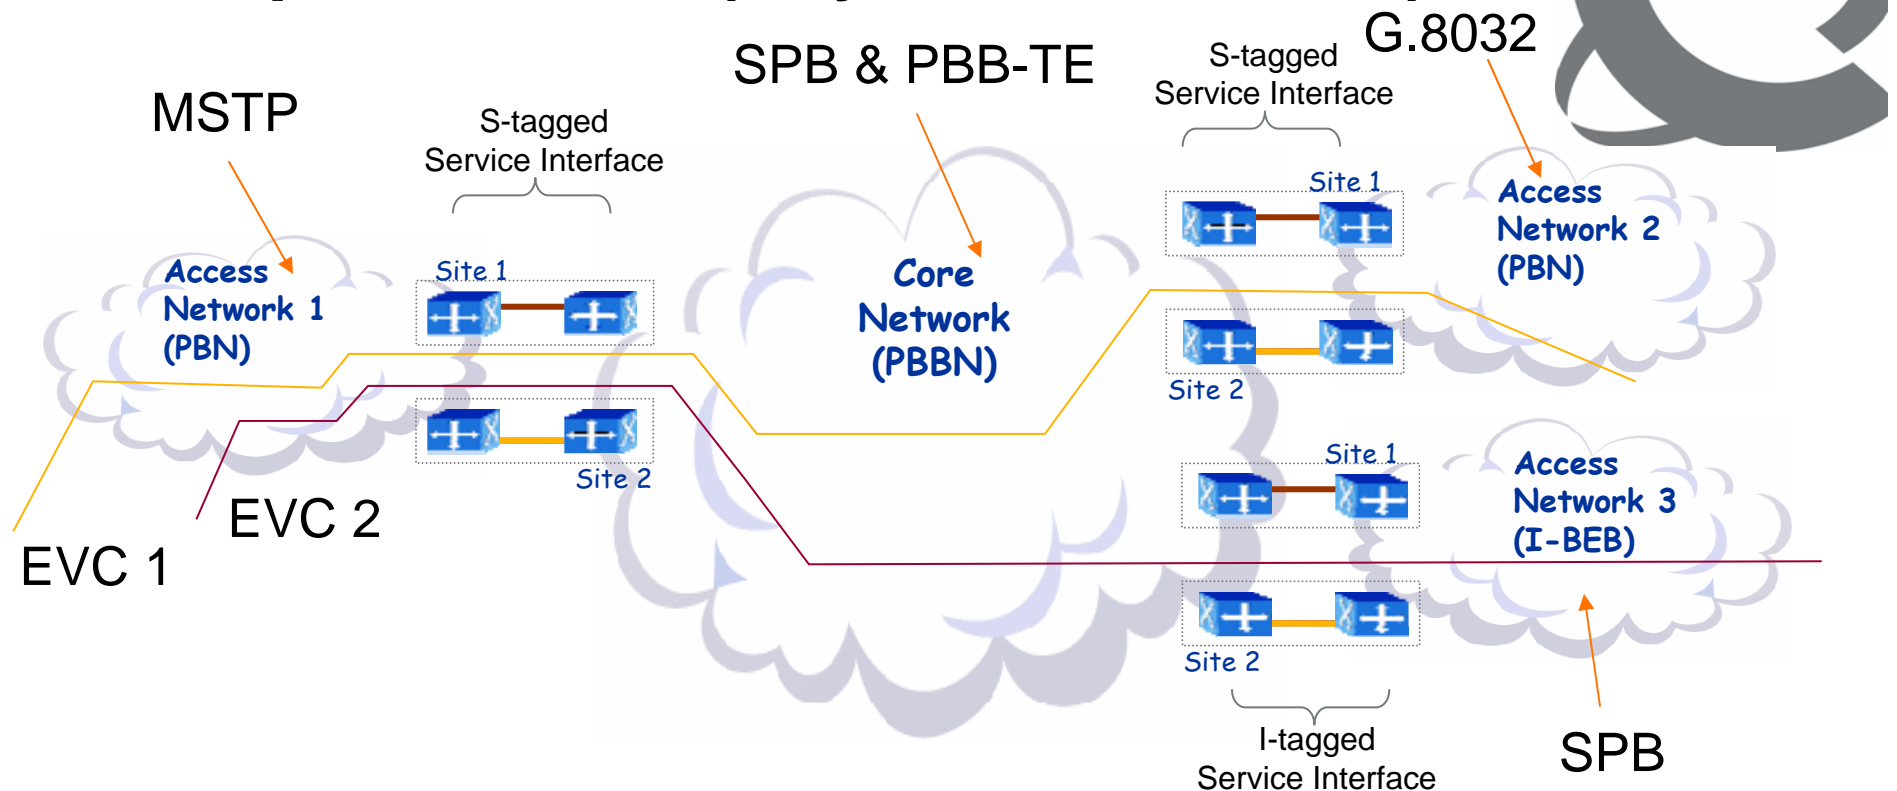 G.8032
SPB & PBB-TE
S-tagged
Service Interface
MSTP
S-tagged
Service Interface
Site 1
Access
Network 2
(PBN)
Site 1
Access
Network 1
(PBN)
Core
Network
(PBBN)
Site 2
Site 1
Access
Network 3
(I-BEB)
Site 2
EVC 2
EVC 1
Site 2
I-tagged
Service Interface
SPB